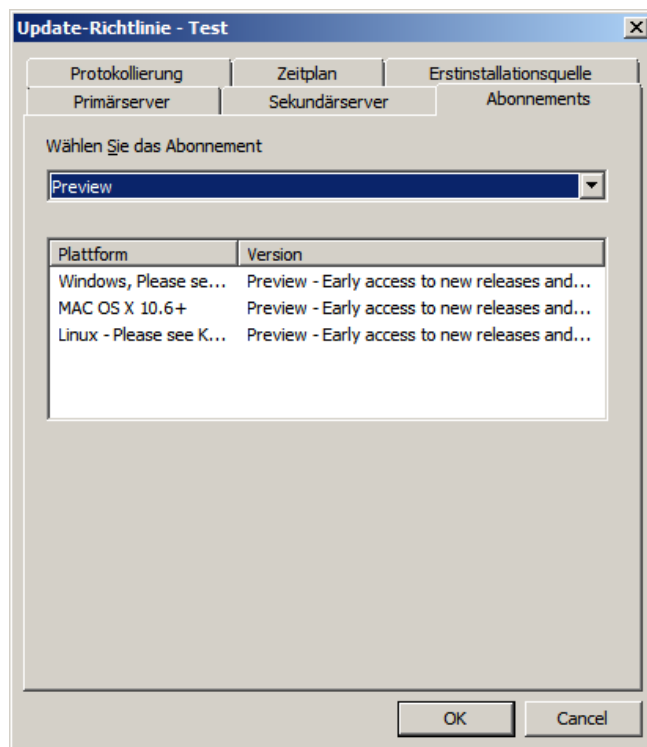 Update-Richtlinie - Test
Protokollierung Zeitplan Erstinstallationsquelle
Primärserver Sekundärserver Abonnements
Wählen Sie das Abonnement
Preview
Plattform Version
Windows, Please se... Preview - Early access to new releases and...
MAC OS X 10.6+ Preview - Early access to new releases and...
Linux - Please see K... Preview - Early access to new releases and...
OK Cancel